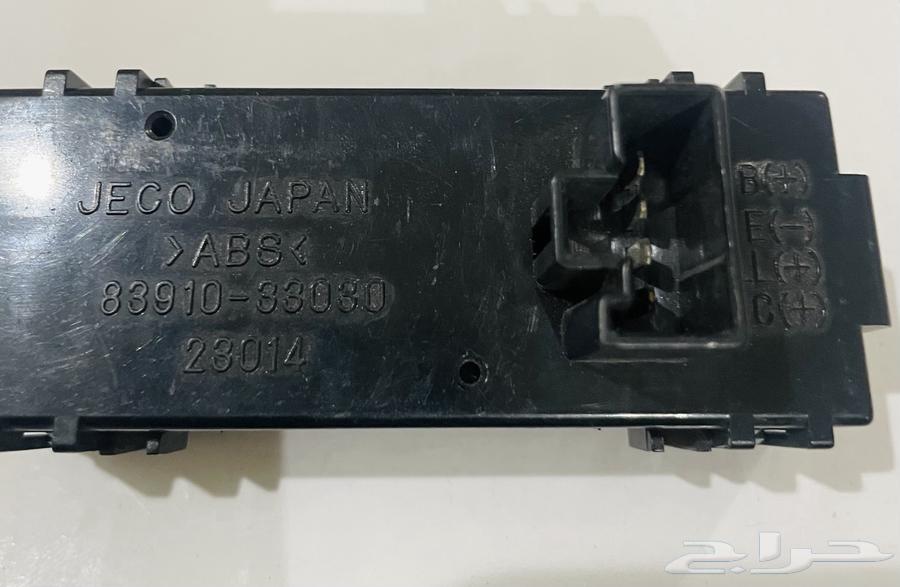 JECO JAPAN
>ABS<
83910-33030
23014
B(+)
E(-)
L(+)
C(+)
حراج